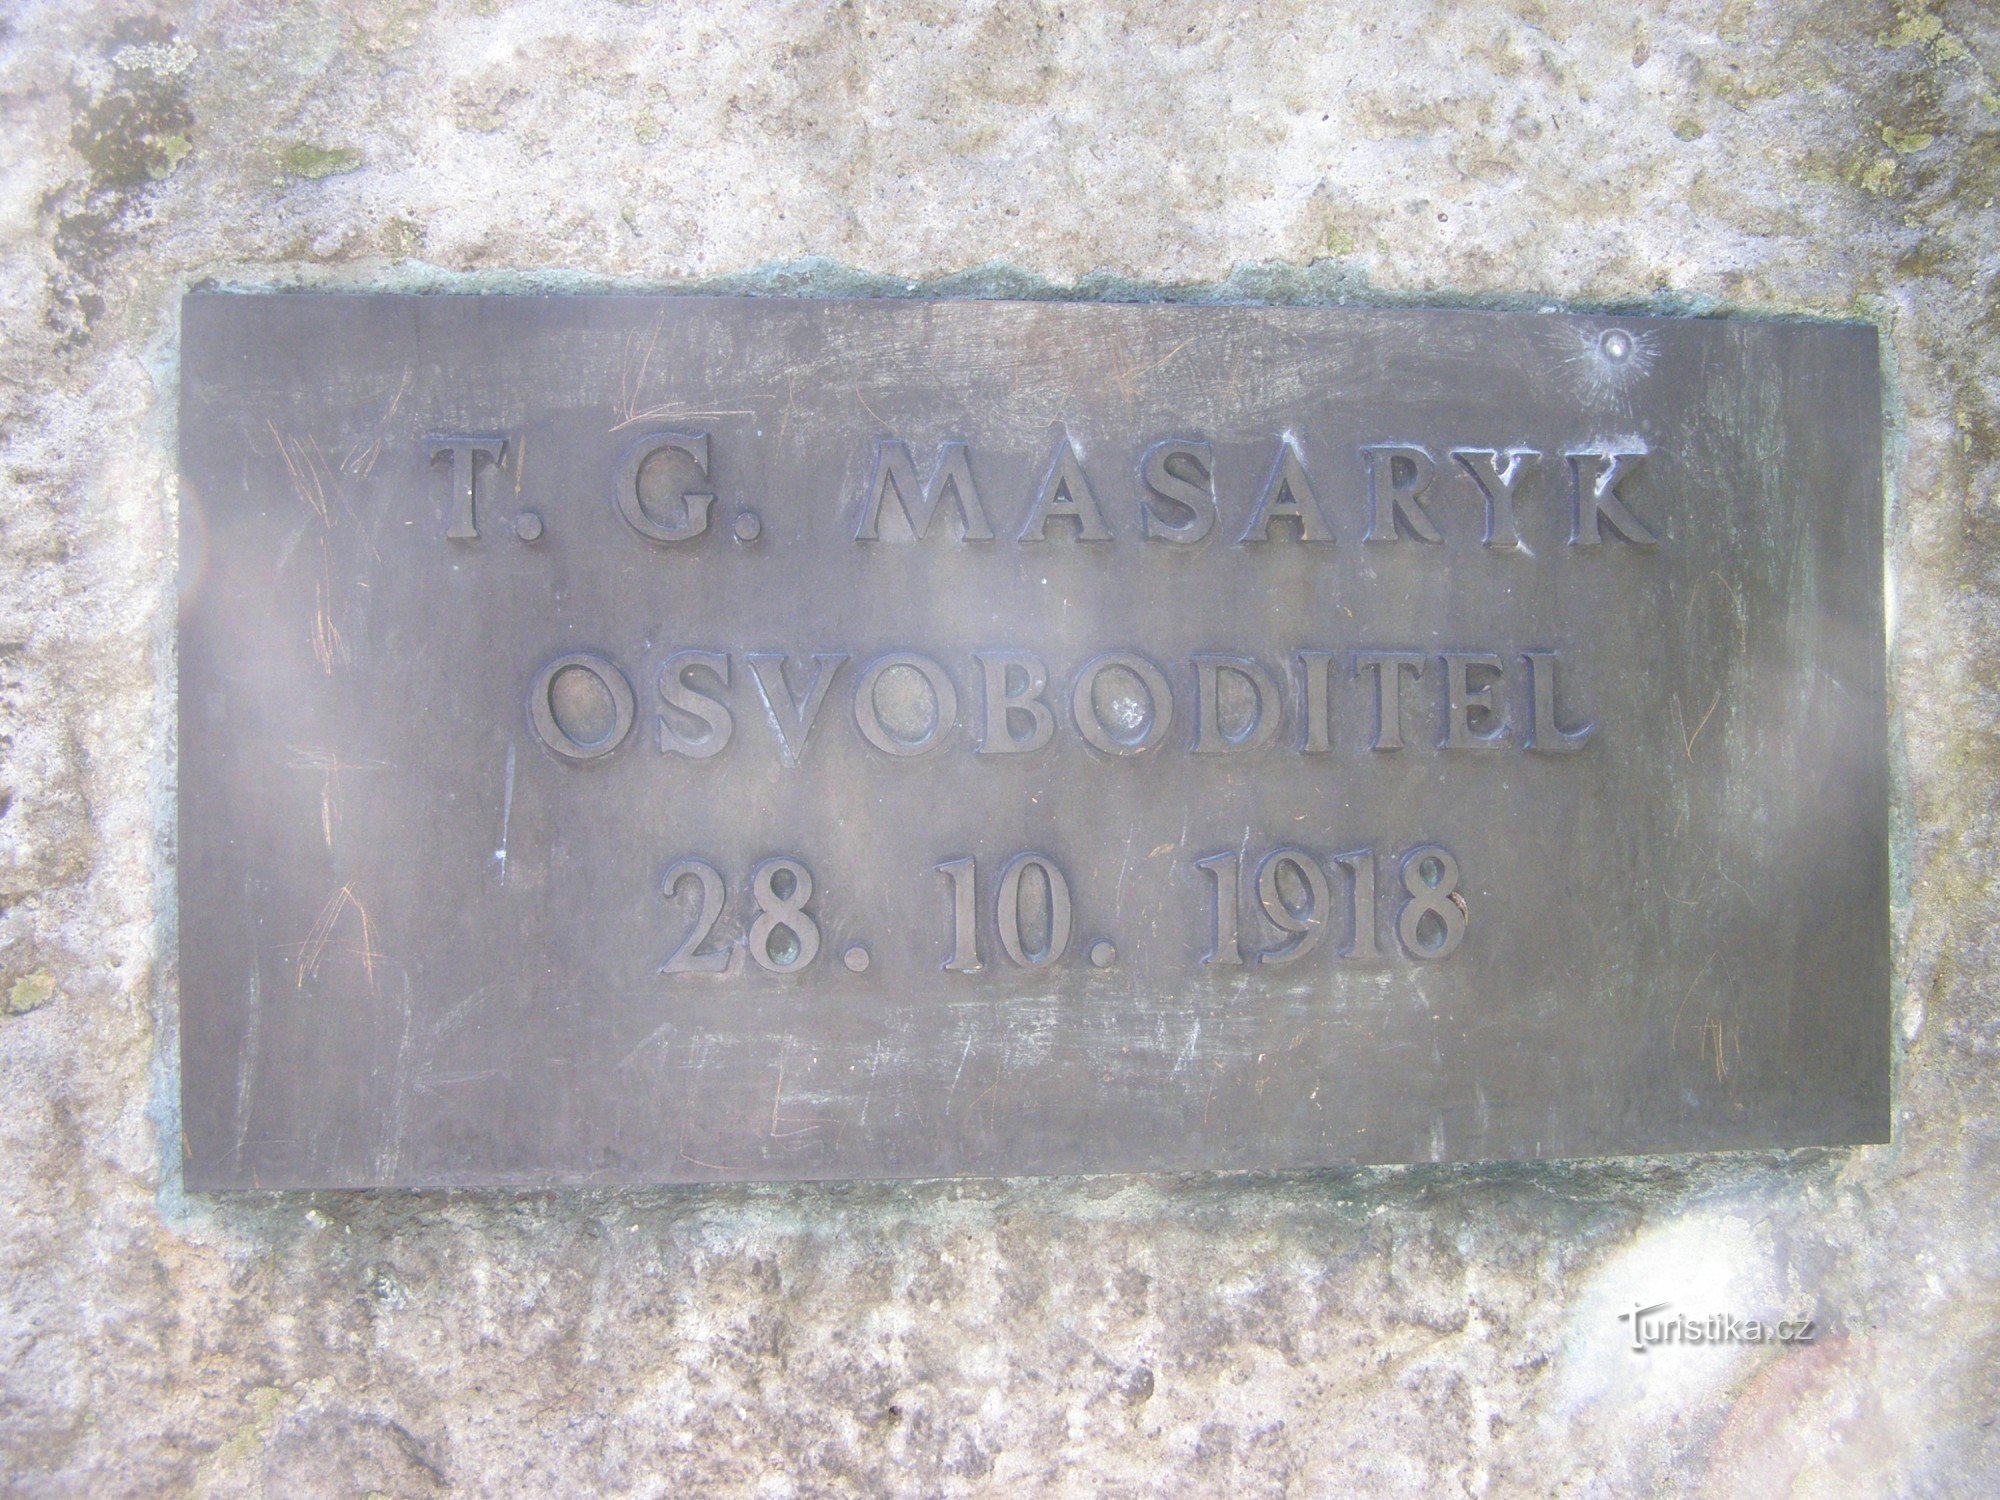 T. G. MASARYK
OSVOBODITEL
28. 10. 1918
Turistika.cz